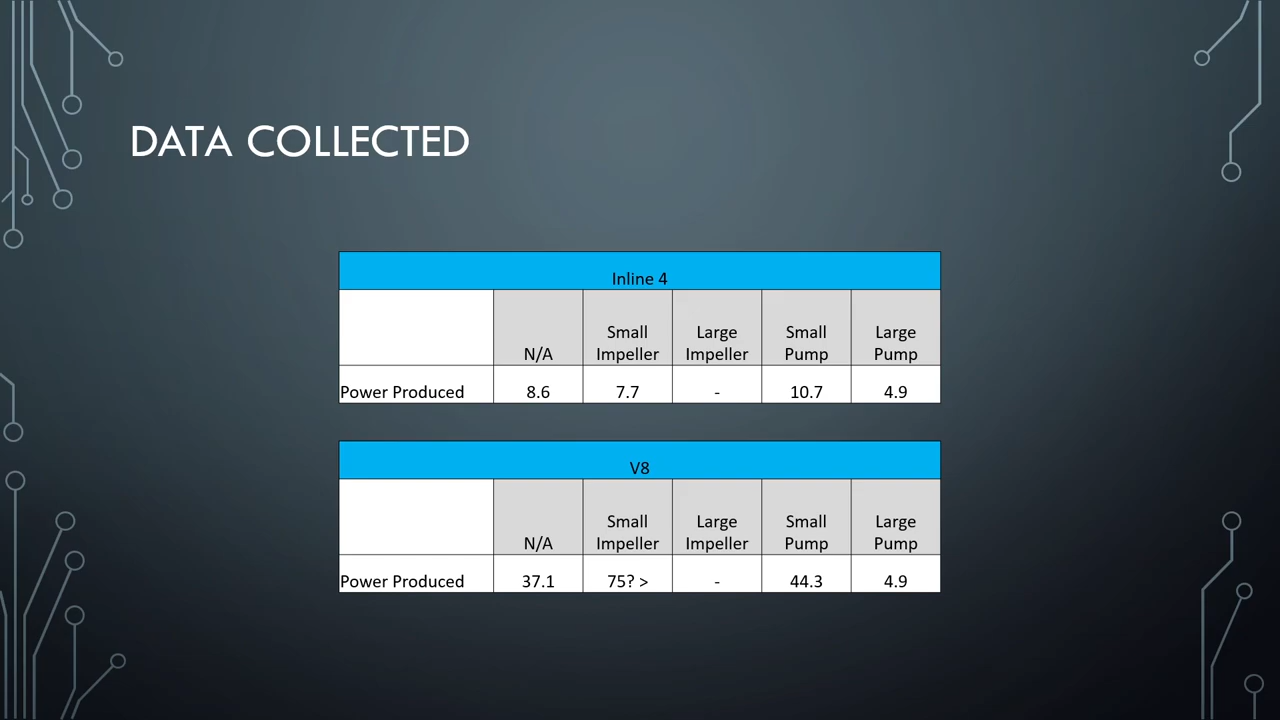 DATA COLLECTED
Inline 4
N/A Small Impeller Large Impeller Small Pump Large Pump
Power Produced 8.6 7.7 - 10.7 4.9
V8
N/A Small Impeller Large Impeller Small Pump Large Pump
Power Produced 37.1 75? > - 44.3 4.9